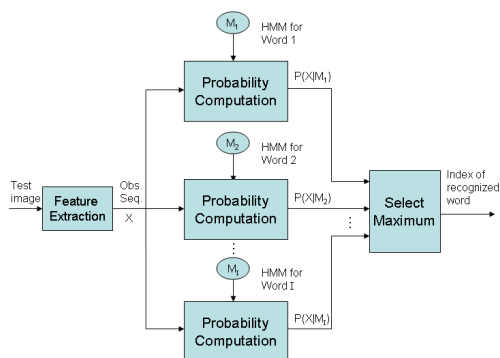 M1
HMM for
Word 1
Probability
Computation
P(X|M1)
M2
HMM for
Word 2
Test
image
Feature
Extraction
Obs.
Seq.
X
Probability
Computation
P(X|M2)
Select
Maximum
Index of
recognized
word
⋮
⋮
MI
HMM for
Word I
Probability
Computation
P(X|MI)